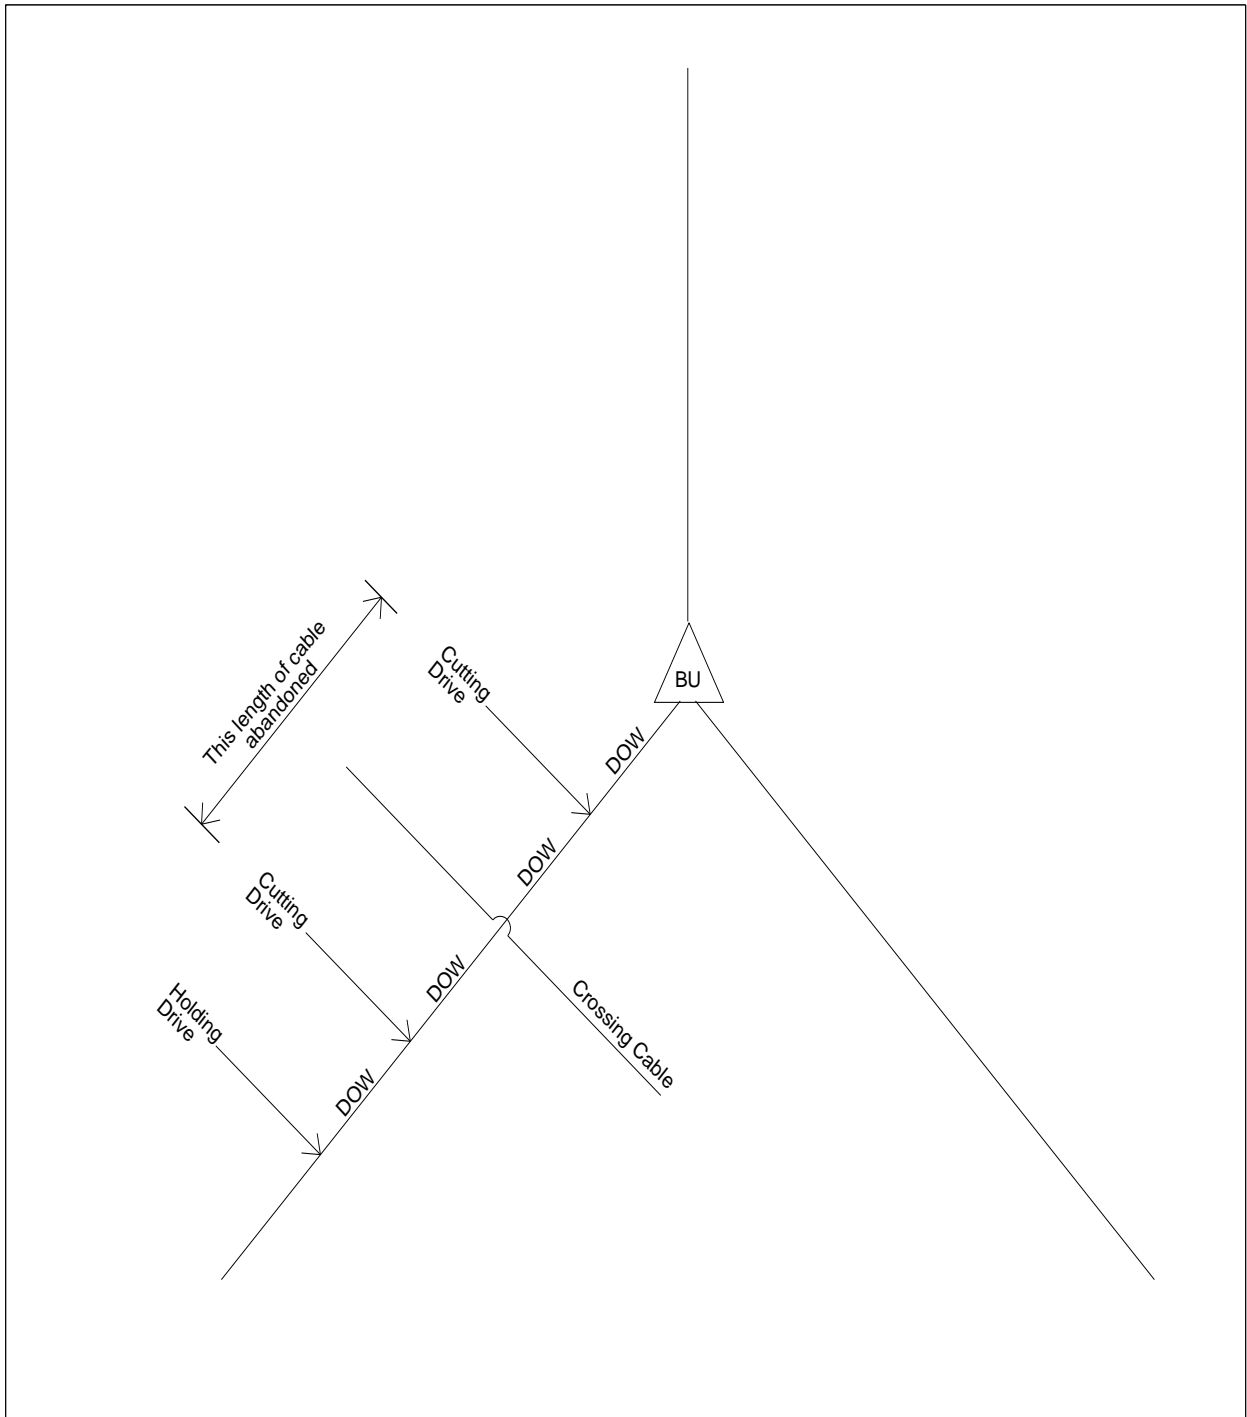 This length of cable
abandoned
Cutting
Drive
BU
DOW
DOW
Cutting
Drive
DOW
Holding
Drive
Crossing Cable
DOW